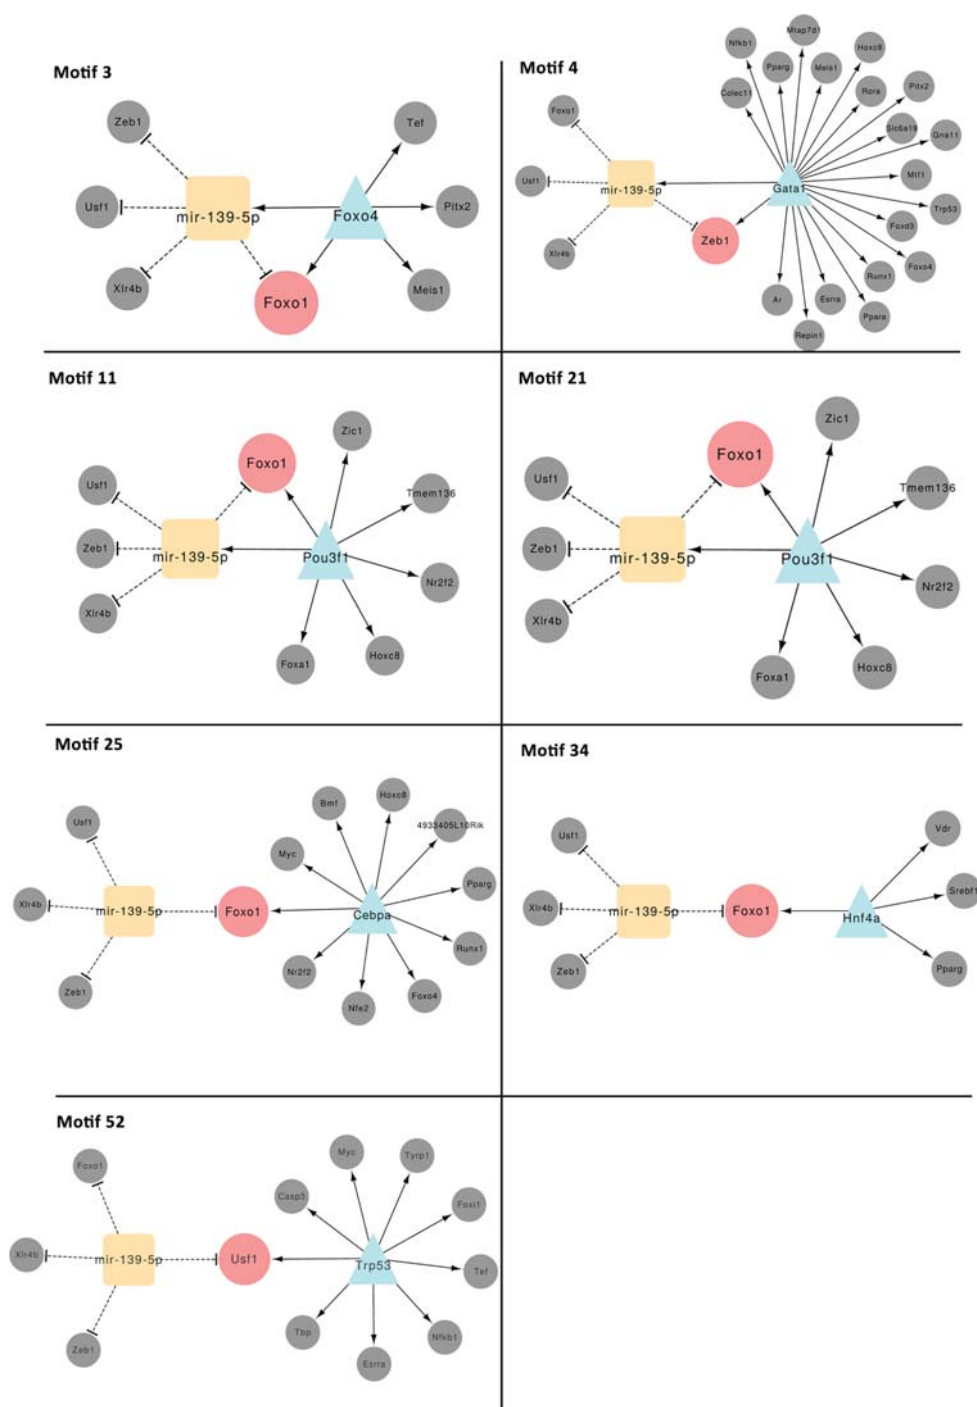 Motif 3
Zeb1
Tef
Usf1
mir-139-5p
Foxo4
Pitx2
Xlr4b
Foxo1
Meis1
Motif 4
Mtap7d1
Nfkb1
Hoxc8
Pparg
Meis1
Colec11
Rora
Pitx2
Foxo1
Slc6a19
Gna11
Usf1
mir-139-5p
Gata1
Mtf1
Trp53
Xlr4b
Zeb1
Foxd3
Foxo4
Runx1
Ar
Esrra
Ppara
Repin1
Motif 11
Zic1
Foxo1
Usf1
Tmem136
Zeb1
mir-139-5p
Pou3f1
Nr2f2
Xlr4b
Foxa1
Hoxc8
Motif 21
Zic1
Foxo1
Usf1
Tmem136
Zeb1
mir-139-5p
Pou3f1
Nr2f2
Xlr4b
Foxa1
Hoxc8
Motif 25
Hoxc8
Bmf
Usf1
4933405L10Rik
Myc
Pparg
Xlr4b
mir-139-5p
Foxo1
Cebpa
Runx1
Nr2f2
Zeb1
Foxo4
Nfe2
Motif 34
Vdr
Usf1
Srebf1
Xlr4b
mir-139-5p
Foxo1
Hnf4a
Zeb1
Pparg
Motif 52
Myc
Tyrp1
Foxo1
Casp3
Foxl1
Xlr4b
mir-139-5p
Usf1
Trp53
Tef
Tbp
Nfkb1
Zeb1
Esrra